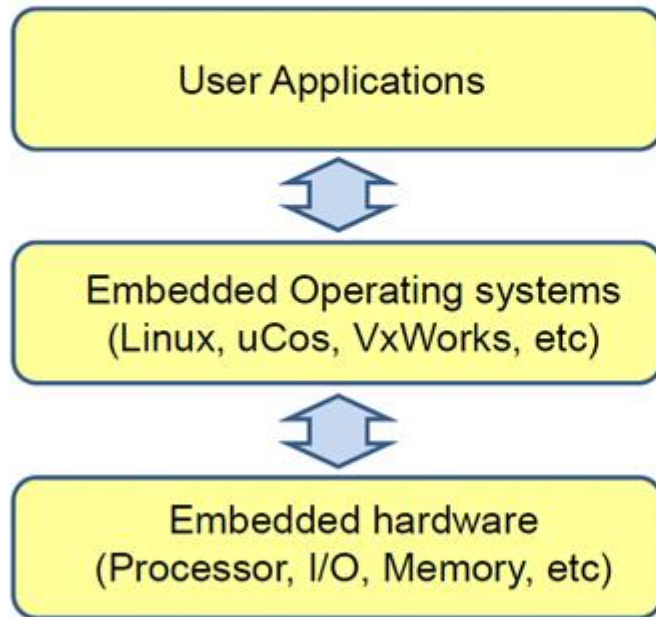 User Applications
Embedded Operating systems
(Linux, uCos, VxWorks, etc)
Embedded hardware
(Processor, I/O, Memory, etc)